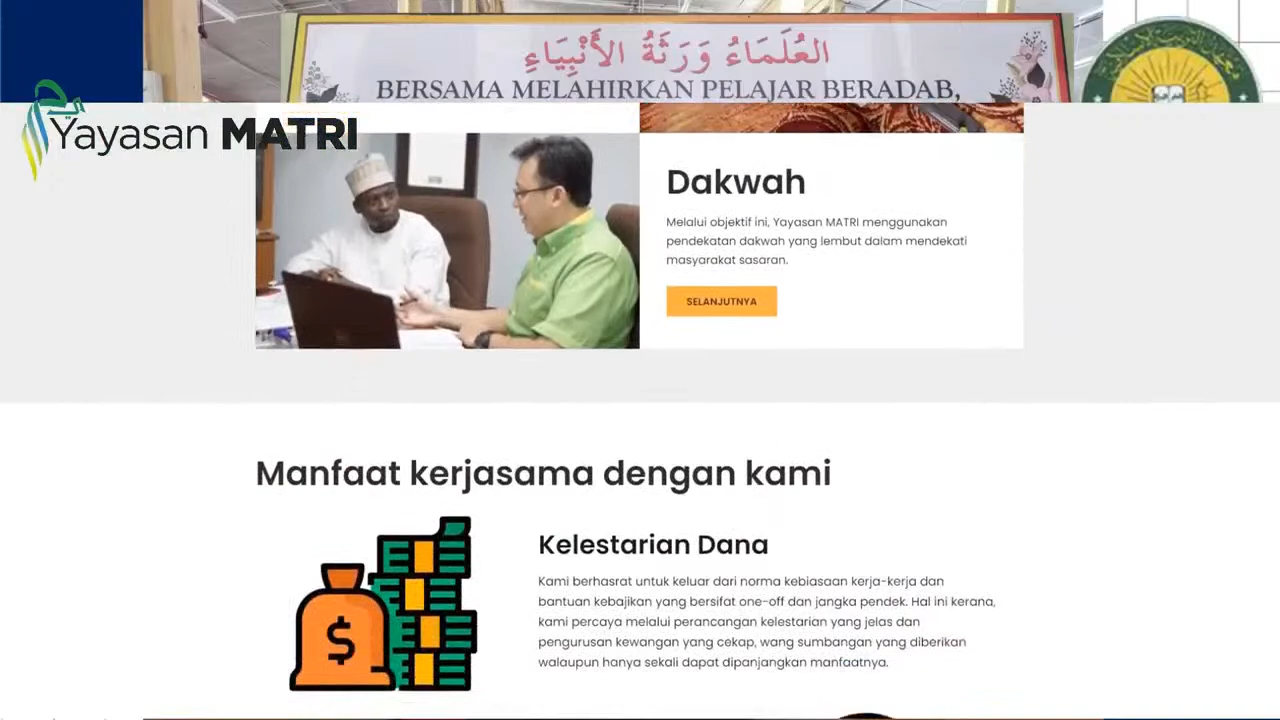 العُلَمَاءُ وَرَثَةُ الأَنْبِيَاءِ
BERSAMA MELAHIRKAN PELAJAR BERADAB,
Yayasan MATRI
Dakwah
Melalui objektif ini, Yayasan MATRI menggunakan
pendekatan dakwah yang lembut dalam mendekati
masyarakat sasaran.
SELANJUTNYA
Manfaat kerjasama dengan kami
$
Kelestarian Dana
Kami berhasrat untuk keluar dari norma kebiasaan kerja-kerja dan
bantuan kebajikan yang bersifat one-off dan jangka pendek. Hal ini kerana,
kami percaya melalui perancangan kelestarian yang jelas dan
pengurusan kewangan yang cekap, wang sumbangan yang diberikan
walaupun hanya sekali dapat dipanjangkan manfaatnya.